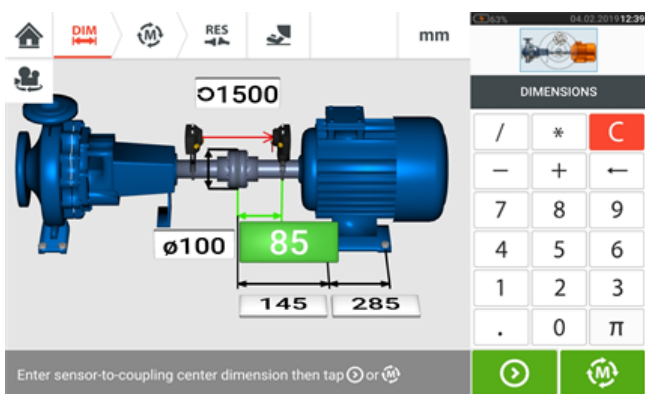 DIM
M
RES
mm
63%
04.02.2019 12:39
DIMENSIONS
1500
ø100
85
145
285
/ * C
— + ←
7 8 9
4 5 6
1 2 3
. 0 π
Enter sensor-to-coupling center dimension then tap or M
M